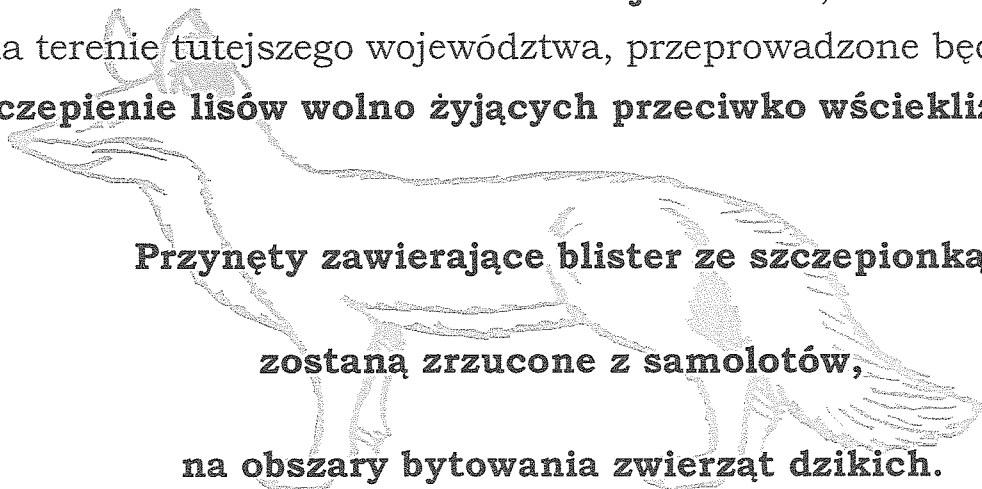 a terenie tutejszego województwa, przeprowadzone będ
czepienie lisów wolno żyjących przeciwko wściekliz
Przynęty zawierające blister ze szczepionką
zostaną zrzucone z samolotów,
na obszary bytowania zwierząt dzikich.